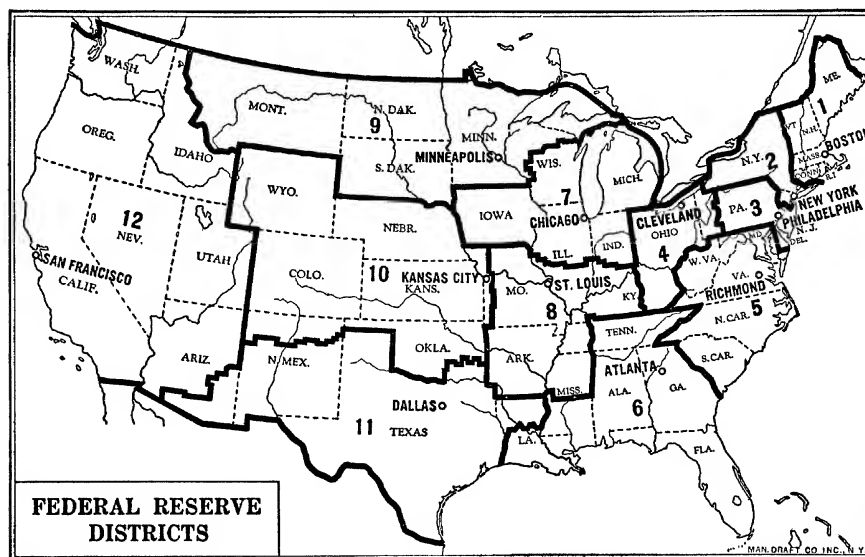 WASH.
MONT.
N. DAK.
9
MINN.
ME.
1
VT.
N.H.
OREG.
IDAHO
S. DAK.
MINNEAPOLIS
WIS.
MICH.
N.Y.
2
MASS.
BOSTON
CONN.
R.I.
WYO.
7
IOWA
CHICAGO
CLEVELAND
PA.
3
NEW YORK
PHILADELPHIA
12
NEV.
UTAH
NEBR.
ILL.
IND.
OHIO
4
MD.
N.J.
DEL.
W. VA.
SAN FRANCISCO
CALIF.
COLO.
10
KANSAS CITY
KANS.
MO.
ST. LOUIS
8
KY.
VA.
RICHMOND
N. CAR.
5
ARIZ.
N. MEX.
OKLA.
ARK.
TENN.
S. CAR.
ATLANTA
MISS.
ALA.
GA.
6
DALLAS
11
TEXAS
LA.
FLA.
FEDERAL RESERVE
DISTRICTS
MAN. DRAFT CO. INC. N.Y.